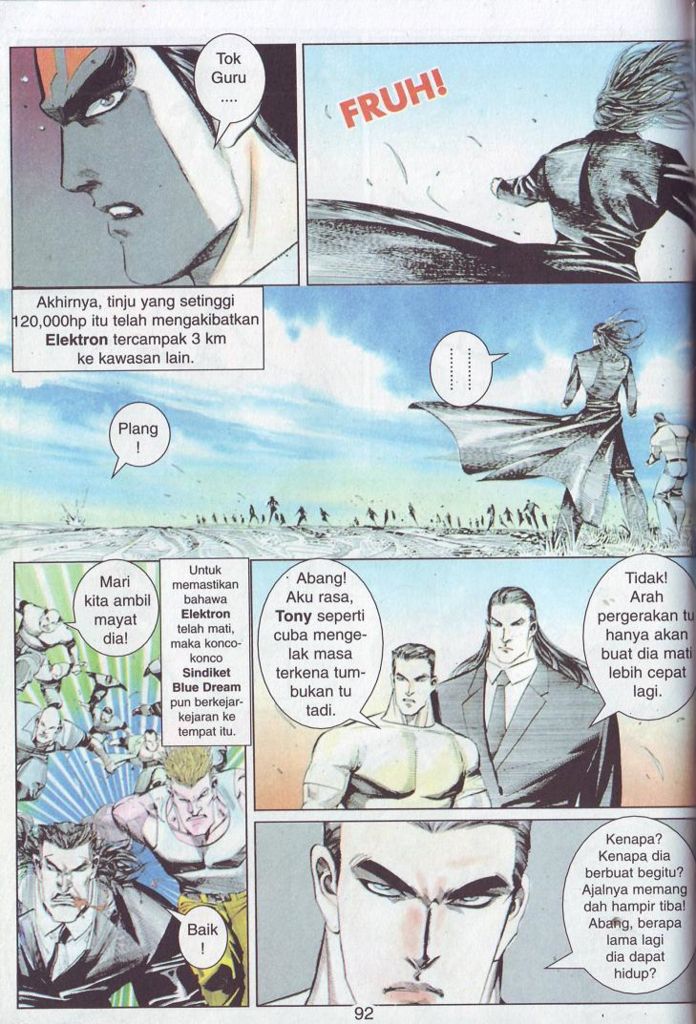 Tok
Guru
....
FRUH!
Akhirnya, tinju yang setinggi
120,000hp itu telah mengakibatkan
Elektron tercampak 3 km
ke kawasan lain.
Plang
!
Mari
kita ambil
mayat
dia!
Untuk
memastikan
bahawa
Elektron
telah mati,
maka konco-
konco
Sindiket
Blue Dream
pun berkejar-
kejaran ke
tempat itu.
Baik
!
Abang!
Aku rasa,
Tony seperti
cuba menge-
lak masa
terkena tum-
bukan tu
tadi.
Tidak!
Arah
pergerakan tu
hanya akan
buat dia mati
lebih cepat
lagi.
Kenapa?
Kenapa dia
berbuat begitu?
Ajalnya memang
dah hampir tiba!
Abang, berapa
lama lagi
dia dapat
hidup?
92